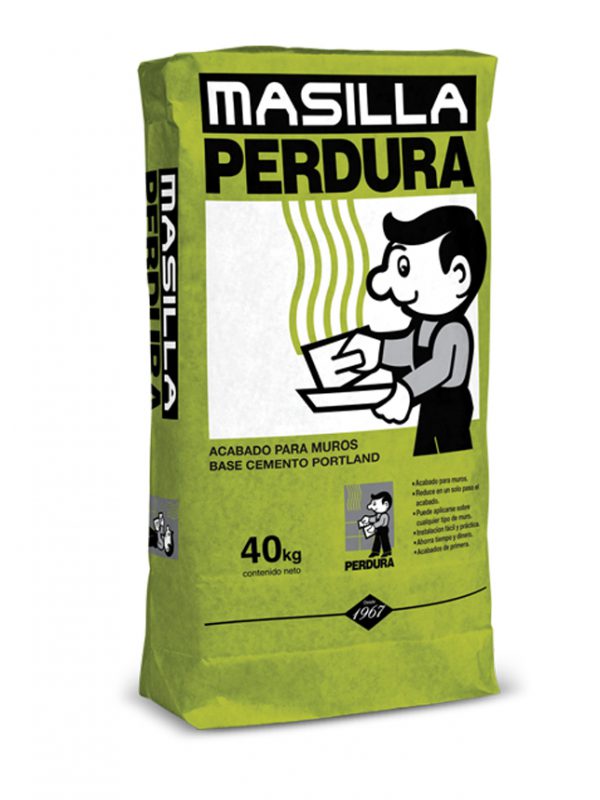 MASILLA
PERDURA
MASILLA
PERDURA
ACABADO PARA MUROS
BASE CEMENTO PORTLAND
• Acabado para muros.
• Reduce en un solo paso el
acabado.
• Puede aplicarse sobre
cualquier tipo de muro.
• Instalación fácil y práctica.
• Ahorra tiempo y dinero.
• Acabados de primera.
40kg
contenido neto
PERDURA
Desde
1967